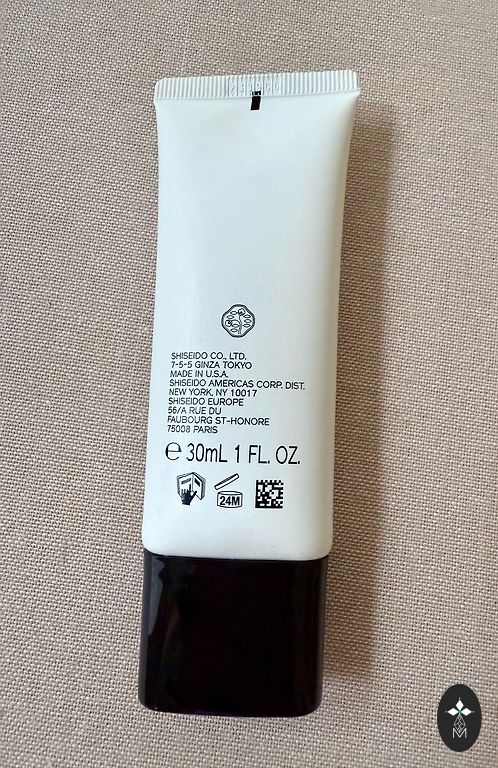 SHISEIDO CO., LTD.
7-5-5 GINZA TOKYO
MADE IN U.S.A.
SHISEIDO AMERICAS CORP. DIST.
NEW YORK, NY 10017
SHISEIDO EUROPE
56/A RUE DU
FAUBOURG ST-HONORE
75008 PARIS
℮ 30mL 1 FL. OZ.
24M
M